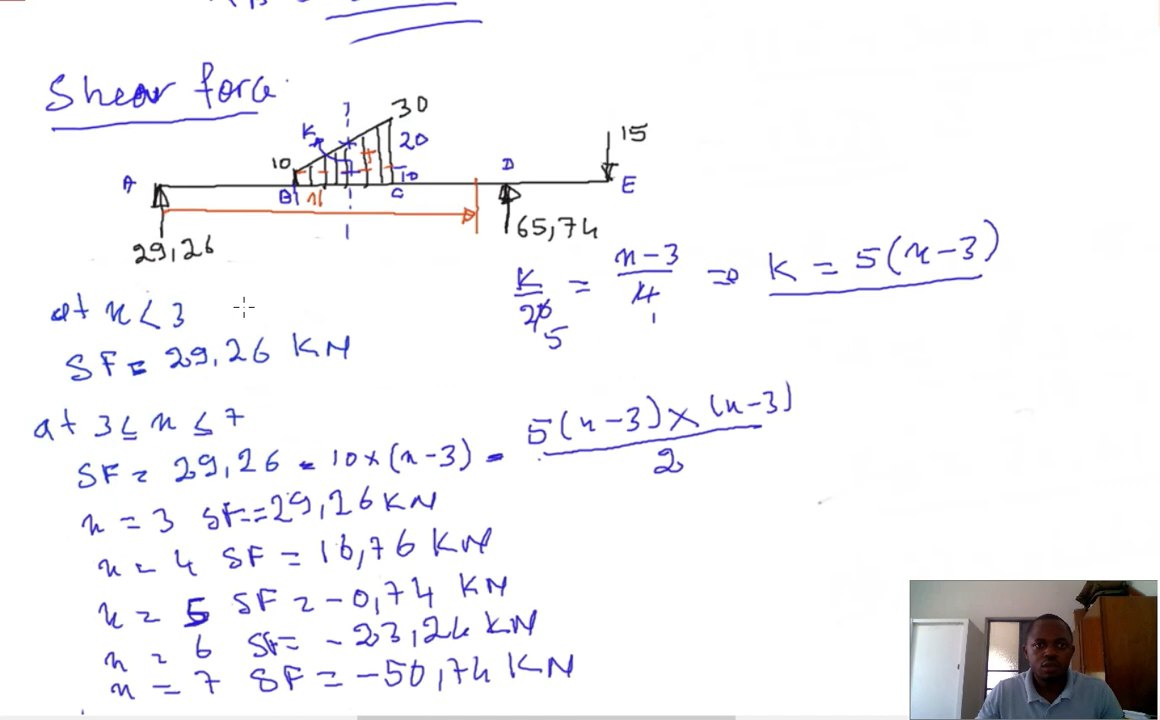 Shear force
30
K
20
10
10
15
A
B
C
D
E
29,26
65,74
K/20 = x-3/4 => K = 5(x-3)
5
1
at x < 3
SF = 29,26 KN
at 3 ≤ x ≤ 7
SF = 29,26 - 10×(x-3) - 5(x-3)×(x-3)/2
x = 3 SF = 29,26 KN
x = 4 SF = 16,76 KN
x = 5 SF = -0,74 KN
x = 6 SF = -23,24 KN
x = 7 SF = -50,74 KN